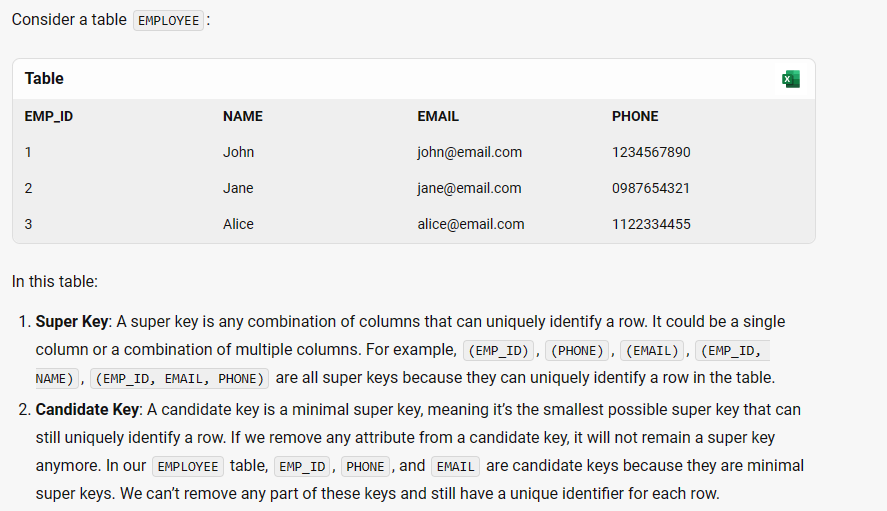 Consider a table EMPLOYEE :
Table
EMP_ID NAME EMAIL PHONE
1 John john@email.com 1234567890
2 Jane jane@email.com 0987654321
3 Alice alice@email.com 1122334455
In this table:
1. Super Key: A super key is any combination of columns that can uniquely identify a row. It could be a single
column or a combination of multiple columns. For example, (EMP_ID) , (PHONE) , (EMAIL) , (EMP_ID,
NAME) , (EMP_ID, EMAIL, PHONE) are all super keys because they can uniquely identify a row in the table.
2. Candidate Key: A candidate key is a minimal super key, meaning it’s the smallest possible super key that can
still uniquely identify a row. If we remove any attribute from a candidate key, it will not remain a super key
anymore. In our EMPLOYEE table, EMP_ID , PHONE , and EMAIL are candidate keys because they are minimal
super keys. We can’t remove any part of these keys and still have a unique identifier for each row.